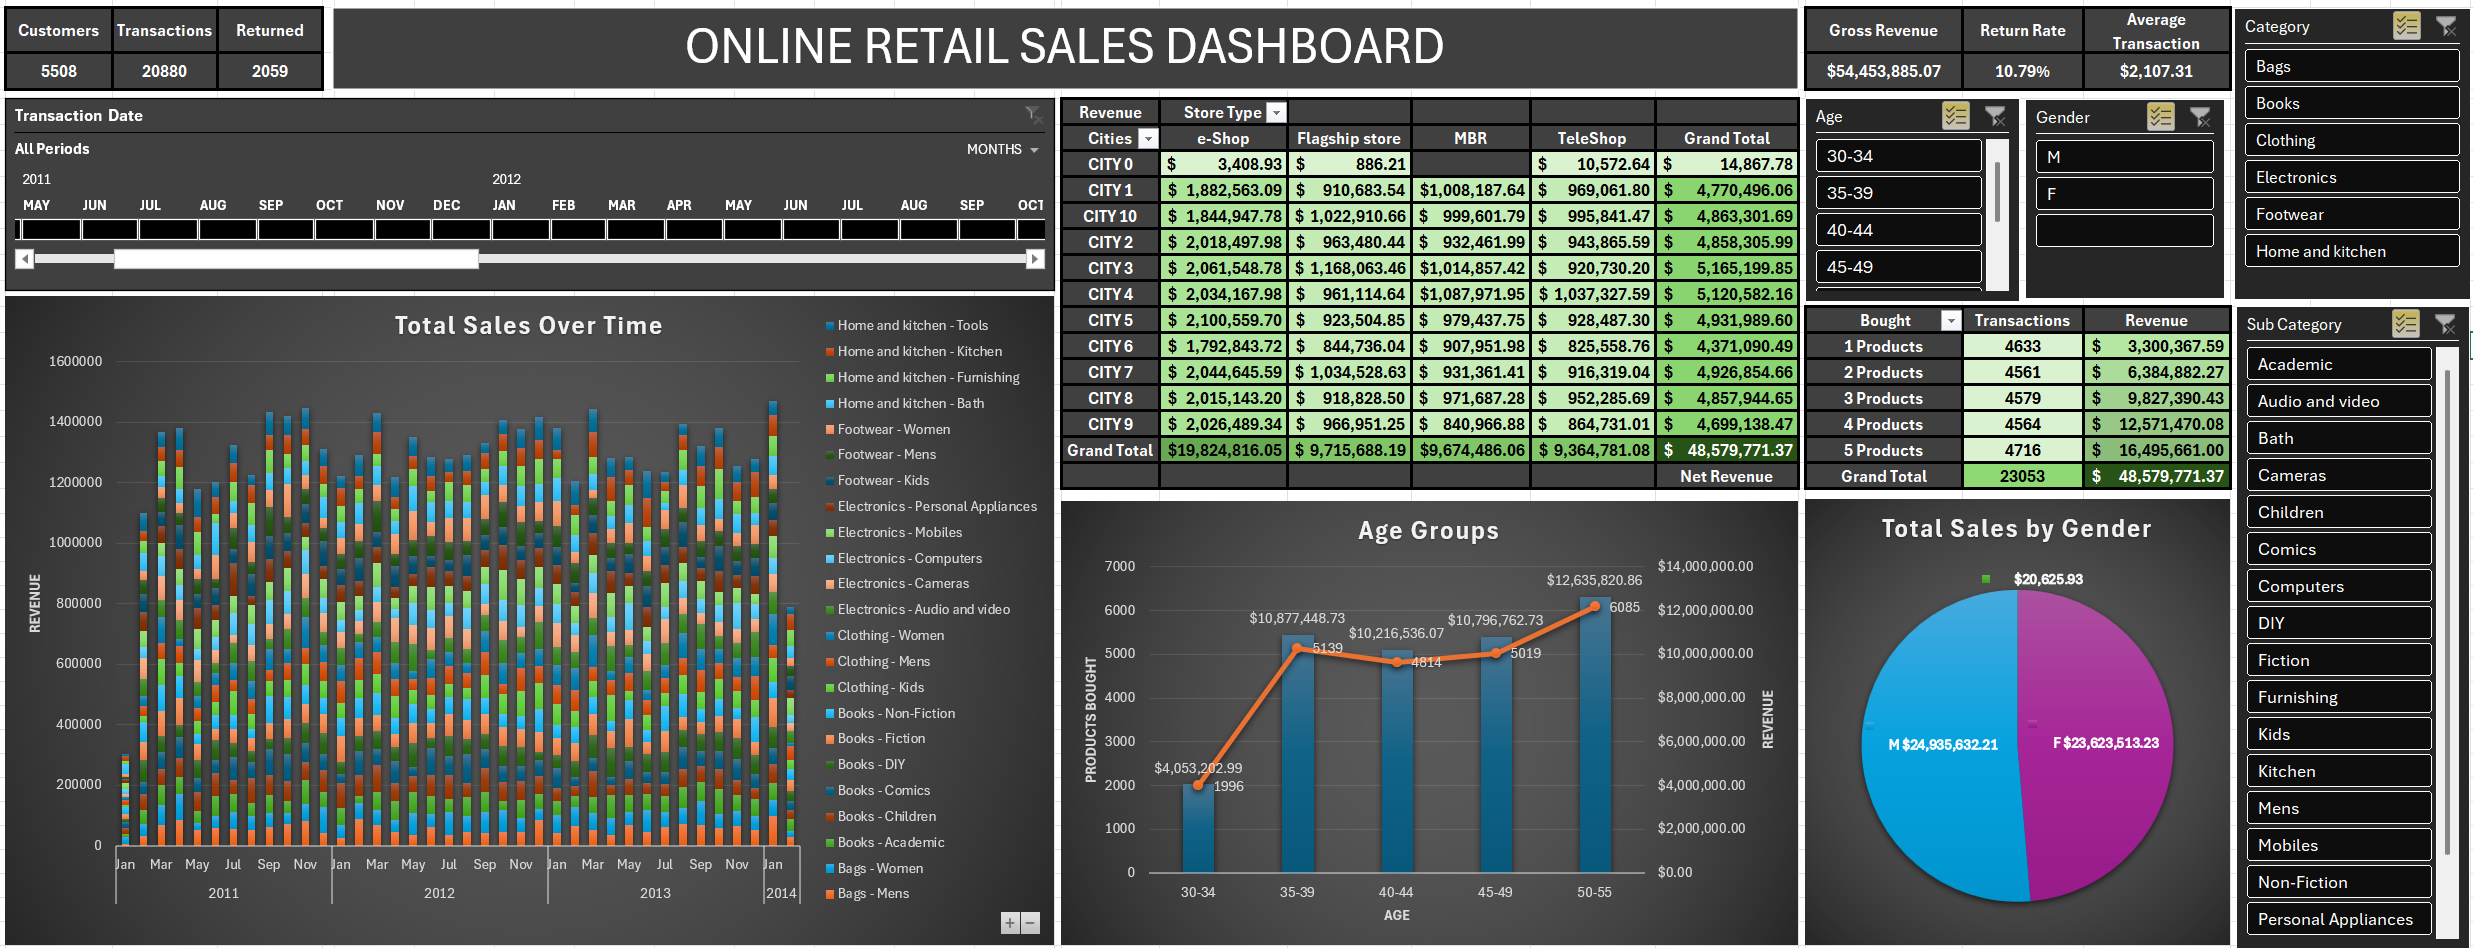 Customers Transactions Returned
5508 20880 2059
ONLINE RETAIL SALES DASHBOARD
Gross Revenue Return Rate Average Transaction
$54,453,885.07 10.79% $2,107.31
Category
Bags
Books
Clothing
Electronics
Footwear
Home and kitchen
Transaction Date
All Periods MONTHS
2011 2012
MAY JUN JUL AUG SEP OCT NOV DEC JAN FEB MAR APR MAY JUN JUL AUG SEP OCT
Revenue Store Type
Cities e-Shop Flagship store MBR TeleShop Grand Total
CITY 0 $ 3,408.93 $ 886.21 $ 10,572.64 $ 14,867.78
CITY 1 $ 1,882,563.09 $ 910,683.54 $1,008,187.64 $ 969,061.80 $ 4,770,496.06
CITY 10 $ 1,844,947.78 $ 1,022,910.66 $ 999,601.79 $ 995,841.47 $ 4,863,301.69
CITY 2 $ 2,018,497.98 $ 963,480.44 $ 932,461.99 $ 943,865.59 $ 4,858,305.99
CITY 3 $ 2,061,548.78 $ 1,168,063.46 $1,014,857.42 $ 920,730.20 $ 5,165,199.85
CITY 4 $ 2,034,167.98 $ 961,114.64 $1,087,971.95 $ 1,037,327.59 $ 5,120,582.16
CITY 5 $ 2,100,559.70 $ 923,504.85 $ 979,437.75 $ 928,487.30 $ 4,931,989.60
CITY 6 $ 1,792,843.72 $ 844,736.04 $ 907,951.98 $ 825,558.76 $ 4,371,090.49
CITY 7 $ 2,044,645.59 $ 1,034,528.63 $ 931,361.41 $ 916,319.04 $ 4,926,854.66
CITY 8 $ 2,015,143.20 $ 918,828.50 $ 971,687.28 $ 952,285.69 $ 4,857,944.65
CITY 9 $ 2,026,489.34 $ 966,951.25 $ 840,966.88 $ 864,731.01 $ 4,699,138.47
Grand Total $19,824,816.05 $ 9,715,688.19 $9,674,486.06 $ 9,364,781.08 $ 48,579,771.37
Net Revenue
Age
30-34
35-39
40-44
45-49
Gender
M
F
Bought Transactions Revenue
1 Products 4633 $ 3,300,367.59
2 Products 4561 $ 6,384,882.27
3 Products 4579 $ 9,827,390.43
4 Products 4564 $ 12,571,470.08
5 Products 4716 $ 16,495,661.00
Grand Total 23053 $ 48,579,771.37
Sub Category
Academic
Audio and video
Bath
Cameras
Children
Comics
Computers
DIY
Fiction
Furnishing
Kids
Kitchen
Mens
Mobiles
Non-Fiction
Personal Appliances
Total Sales Over Time
REVENUE
1600000
1400000
1200000
1000000
800000
600000
400000
200000
0
Jan Mar May Jul Sep Nov Jan Mar May Jul Sep Nov Jan Mar May Jul Sep Nov Jan
2011 2012 2013 2014
Home and kitchen - Tools
Home and kitchen - Kitchen
Home and kitchen - Furnishing
Home and kitchen - Bath
Footwear - Women
Footwear - Mens
Footwear - Kids
Electronics - Personal Appliances
Electronics - Mobiles
Electronics - Computers
Electronics - Cameras
Electronics - Audio and video
Clothing - Women
Clothing - Mens
Clothing - Kids
Books - Non-Fiction
Books - Fiction
Books - DIY
Books - Comics
Books - Children
Books - Academic
Bags - Women
Bags - Mens
+ −
Age Groups
PRODUCTS BOUGHT
7000
6000
5000
4000
3000
2000
1000
0
$14,000,000.00
$12,000,000.00
$10,000,000.00
$8,000,000.00
$6,000,000.00
$4,000,000.00
$2,000,000.00
$0.00
REVENUE
$4,053,202.99 $10,877,448.73 $10,216,536.07 $10,796,762.73 $12,635,820.86
1996 5139 4814 5019 6085
30-34 35-39 40-44 45-49 50-55
AGE
Total Sales by Gender
$20,625.93
M $24,935,632.21
F $23,623,513.23